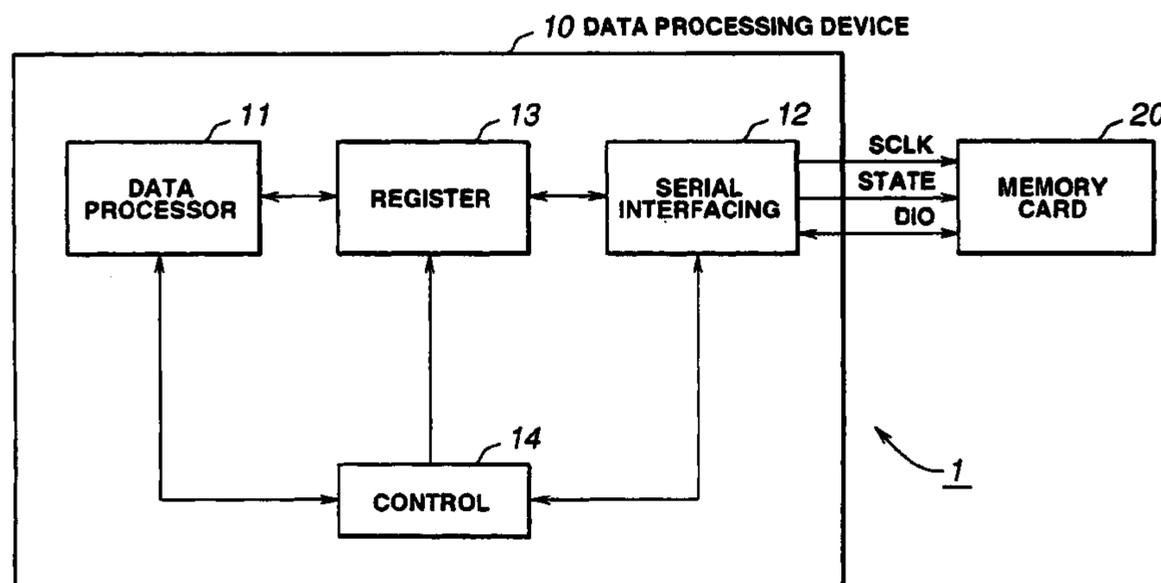 10 DATA PROCESSING DEVICE
11
13
12
20
DATA
PROCESSOR
REGISTER
SERIAL
INTERFACING
SCLK
STATE
DIO
MEMORY
CARD
14
CONTROL
1